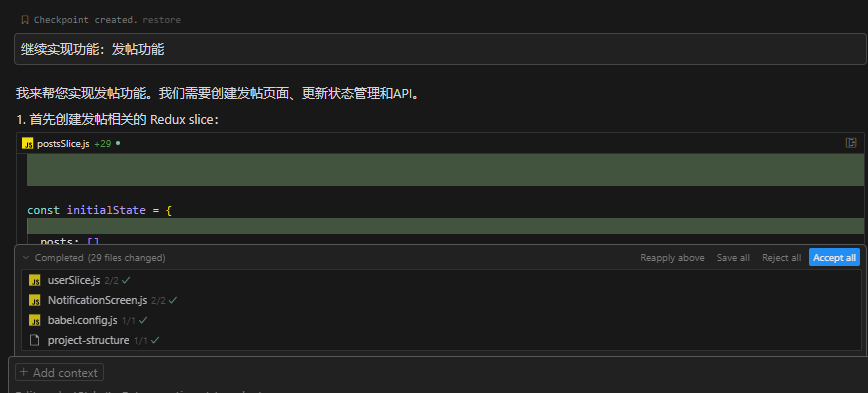 Checkpoint created. restore
继续实现功能：发帖功能
我来帮您实现发帖功能。我们需要创建发帖页面、更新状态管理和API。
1. 首先创建发帖相关的 Redux slice：
JS postsSlice.js +29
const initialState = {
posts: []
Completed (29 files changed) Reapply above Save all Reject all Accept all
JS userSlice.js 2/2
JS NotificationScreen.js 2/2
JS babel.config.js 1/1
project-structure 1/1
+ Add context